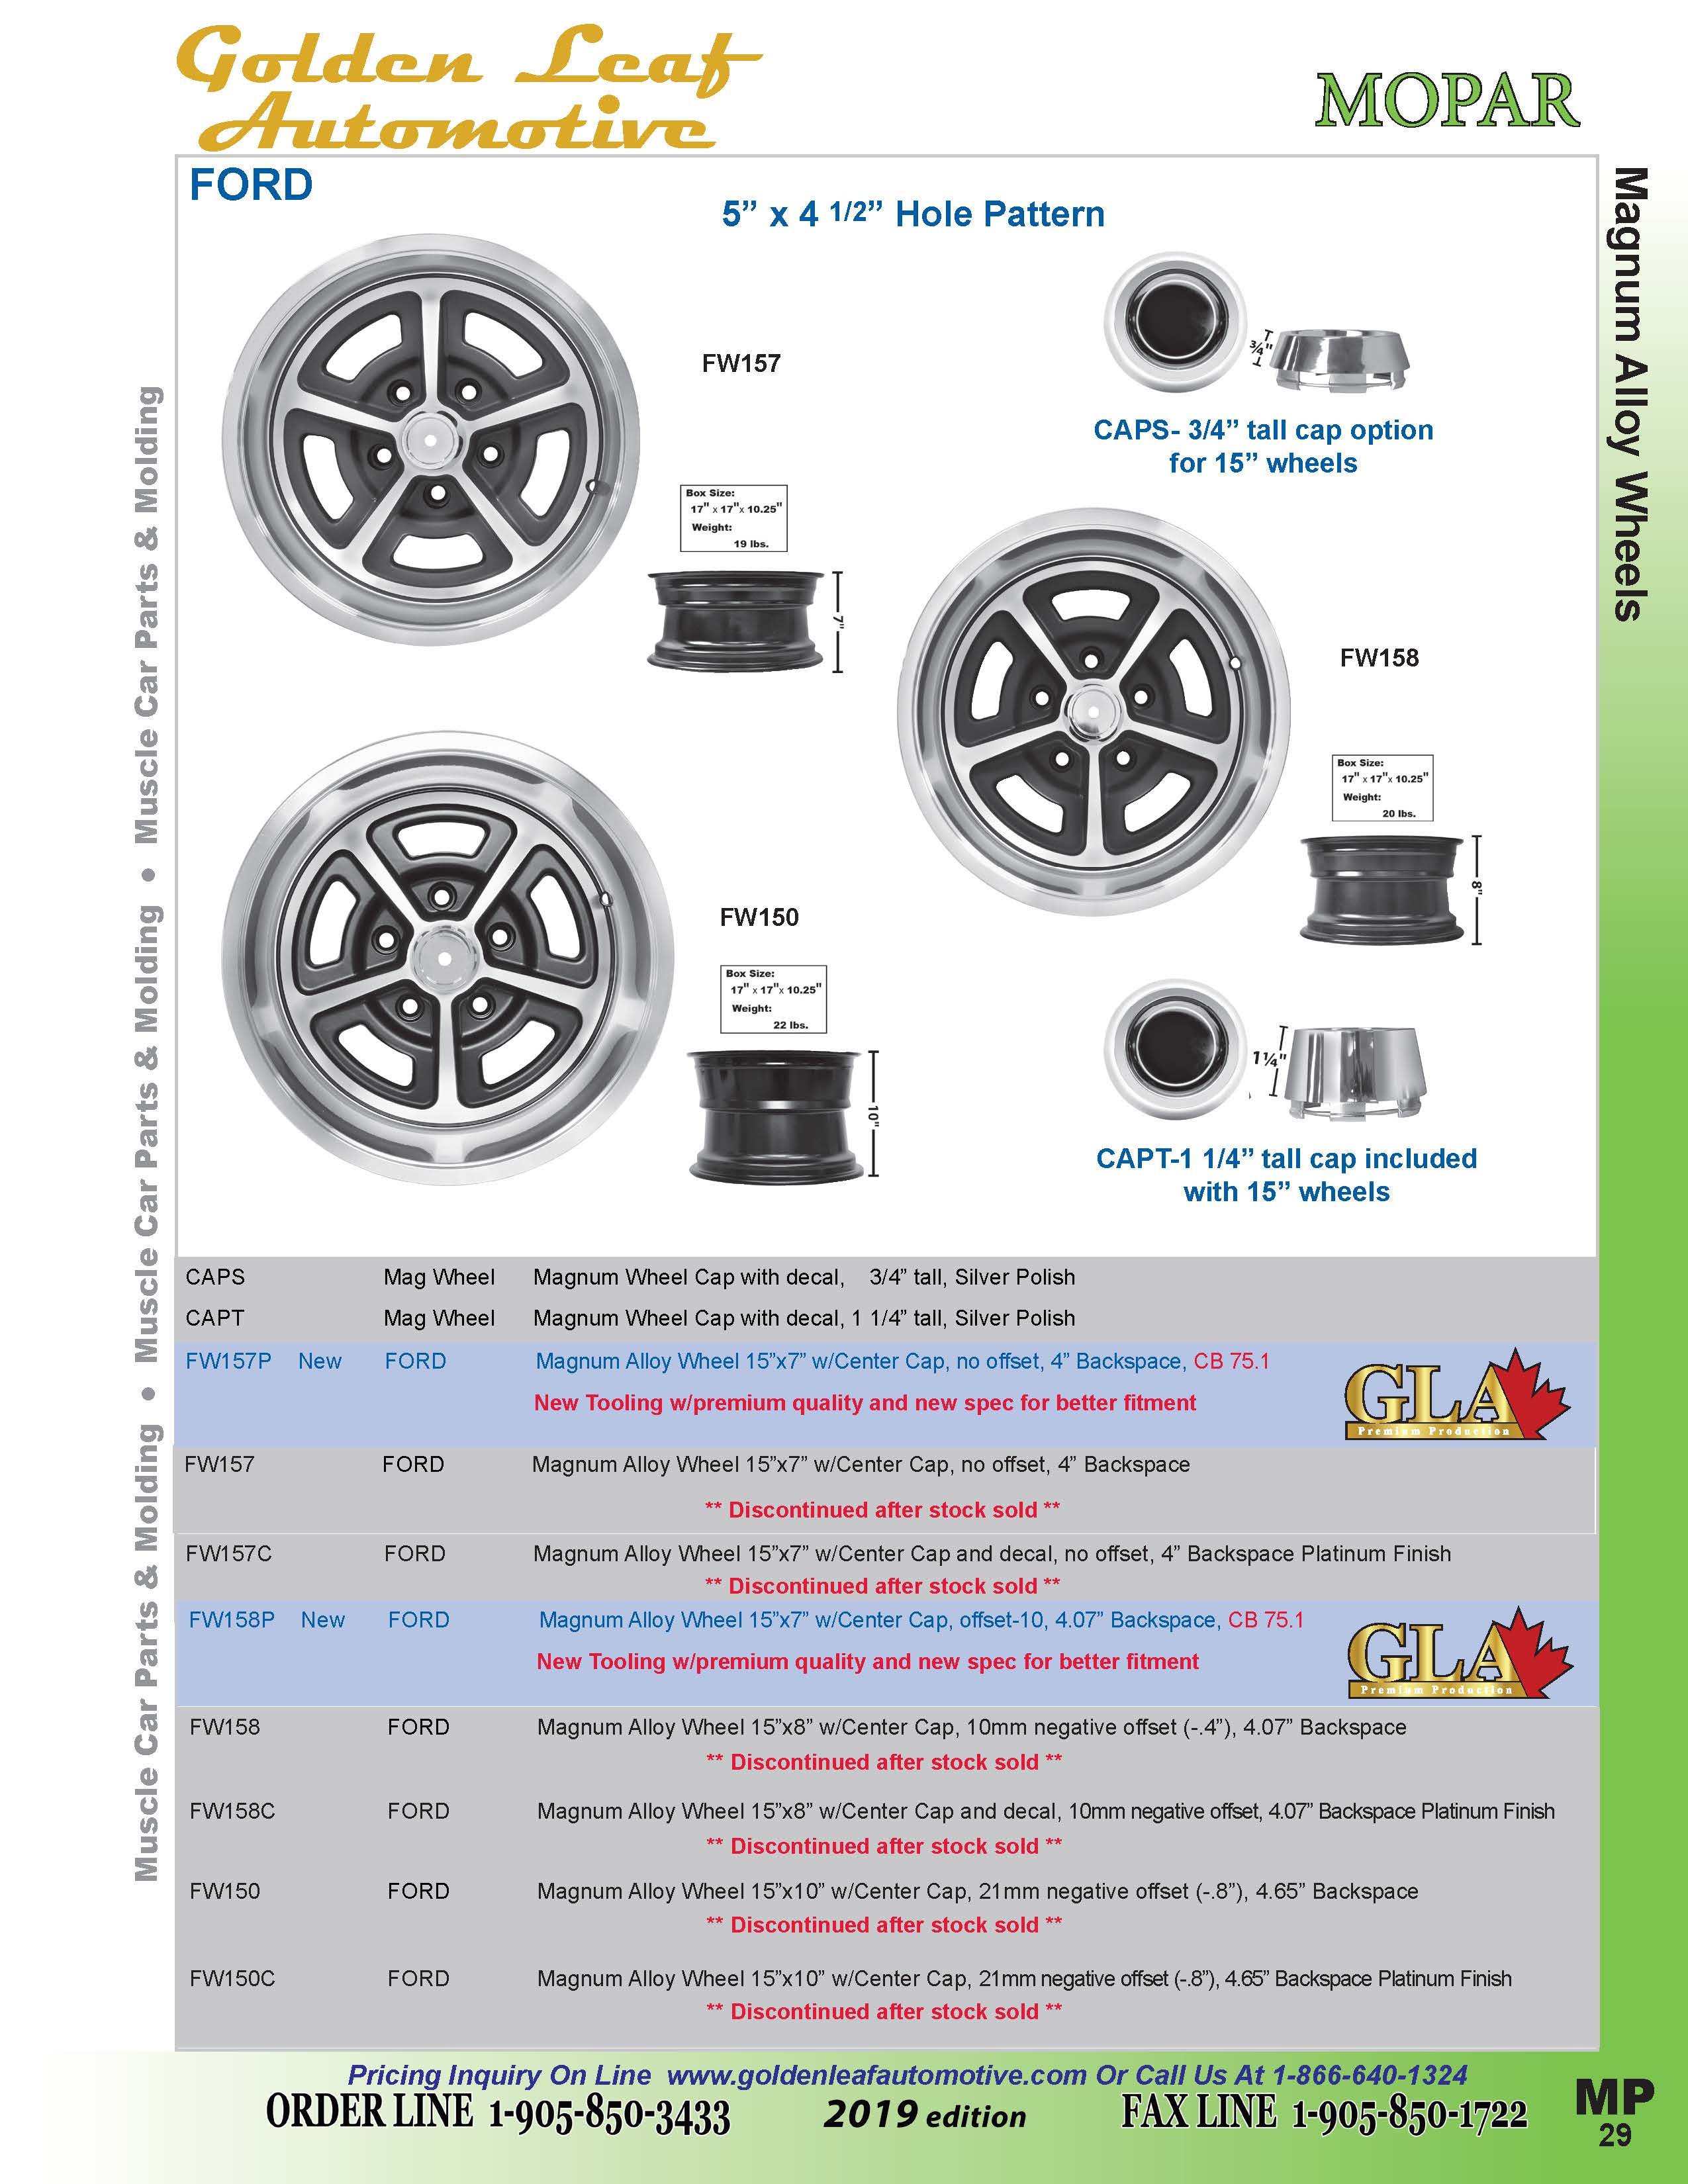 Golden Leaf
Automotive
MOPAR
FORD
5” x 4 1/2” Hole Pattern
FW157
3/4"
CAPS- 3/4” tall cap option
for 15” wheels
Box Size:
17" x 17"x 10.25"
Weight:
19 lbs.
7"
FW158
Box Size:
17" x 17"x 10.25"
Weight:
20 lbs.
8"
FW150
Box Size:
17" x 17"x 10.25"
Weight:
22 lbs.
10"
1¼"
CAPT-1 1/4” tall cap included
with 15” wheels
CAPS Mag Wheel Magnum Wheel Cap with decal, 3/4” tall, Silver Polish
CAPT Mag Wheel Magnum Wheel Cap with decal, 1 1/4” tall, Silver Polish
FW157P New FORD Magnum Alloy Wheel 15”x7” w/Center Cap, no offset, 4” Backspace, CB 75.1
New Tooling w/premium quality and new spec for better fitment
GLA
Premium Production
FW157 FORD Magnum Alloy Wheel 15”x7” w/Center Cap, no offset, 4” Backspace
** Discontinued after stock sold **
FW157C FORD Magnum Alloy Wheel 15”x7” w/Center Cap and decal, no offset, 4” Backspace Platinum Finish
** Discontinued after stock sold **
FW158P New FORD Magnum Alloy Wheel 15”x7” w/Center Cap, offset-10, 4.07” Backspace, CB 75.1
New Tooling w/premium quality and new spec for better fitment
GLA
Premium Production
FW158 FORD Magnum Alloy Wheel 15”x8” w/Center Cap, 10mm negative offset (-.4”), 4.07” Backspace
** Discontinued after stock sold **
FW158C FORD Magnum Alloy Wheel 15”x8” w/Center Cap and decal, 10mm negative offset, 4.07” Backspace Platinum Finish
** Discontinued after stock sold **
FW150 FORD Magnum Alloy Wheel 15”x10” w/Center Cap, 21mm negative offset (-.8”), 4.65” Backspace
** Discontinued after stock sold **
FW150C FORD Magnum Alloy Wheel 15”x10” w/Center Cap, 21mm negative offset (-.8”), 4.65” Backspace Platinum Finish
** Discontinued after stock sold **
Pricing Inquiry On Line www.goldenleafautomotive.com Or Call Us At 1-866-640-1324
ORDER LINE 1-905-850-3433 2019 edition FAX LINE 1-905-850-1722
MP
29
Magnum Alloy Wheels
Muscle Car Parts & Molding • Muscle Car Parts & Molding • Muscle Car Parts & Molding